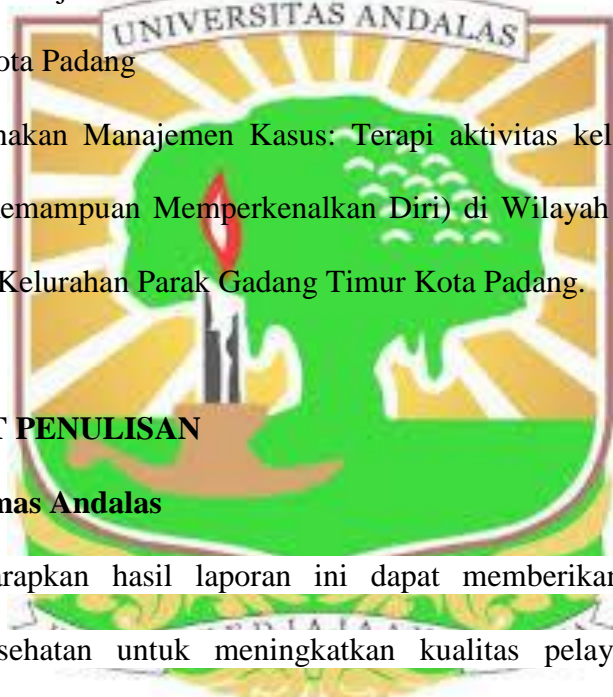 UNIVERSITAS ANDALAS
ota Padang
nakan Manajemen Kasus: Terapi aktivitas kel
emampuan Memperkenalkan Diri) di Wilayah
Kelurahan Parak Gadang Timur Kota Padang.
PENULISAN
mas Andalas
arapkan hasil laporan ini dapat memberikan
sehatan untuk meningkatkan kualitas pelay